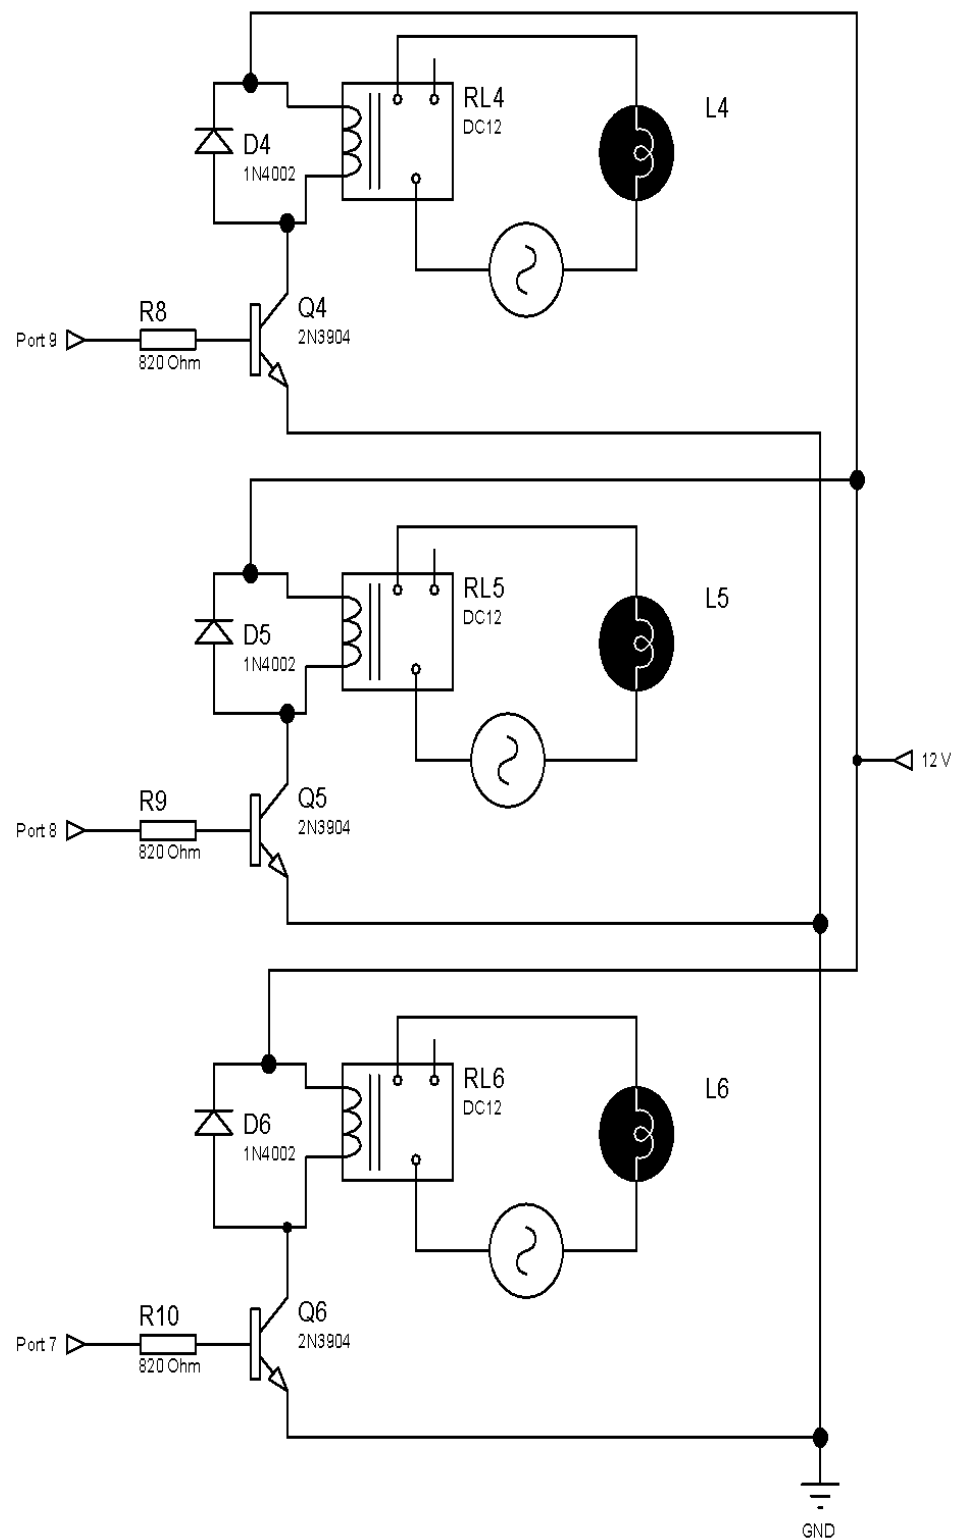 RL4
DC12
L4
D4
1N4002
Q4
2N3904
R8
820 Ohm
Port 9
RL5
DC12
L5
D5
1N4002
Q5
2N3904
R9
820 Ohm
Port 8
12 V
RL6
DC12
L6
D6
1N4002
Q6
2N3904
R10
820 Ohm
Port 7
GND